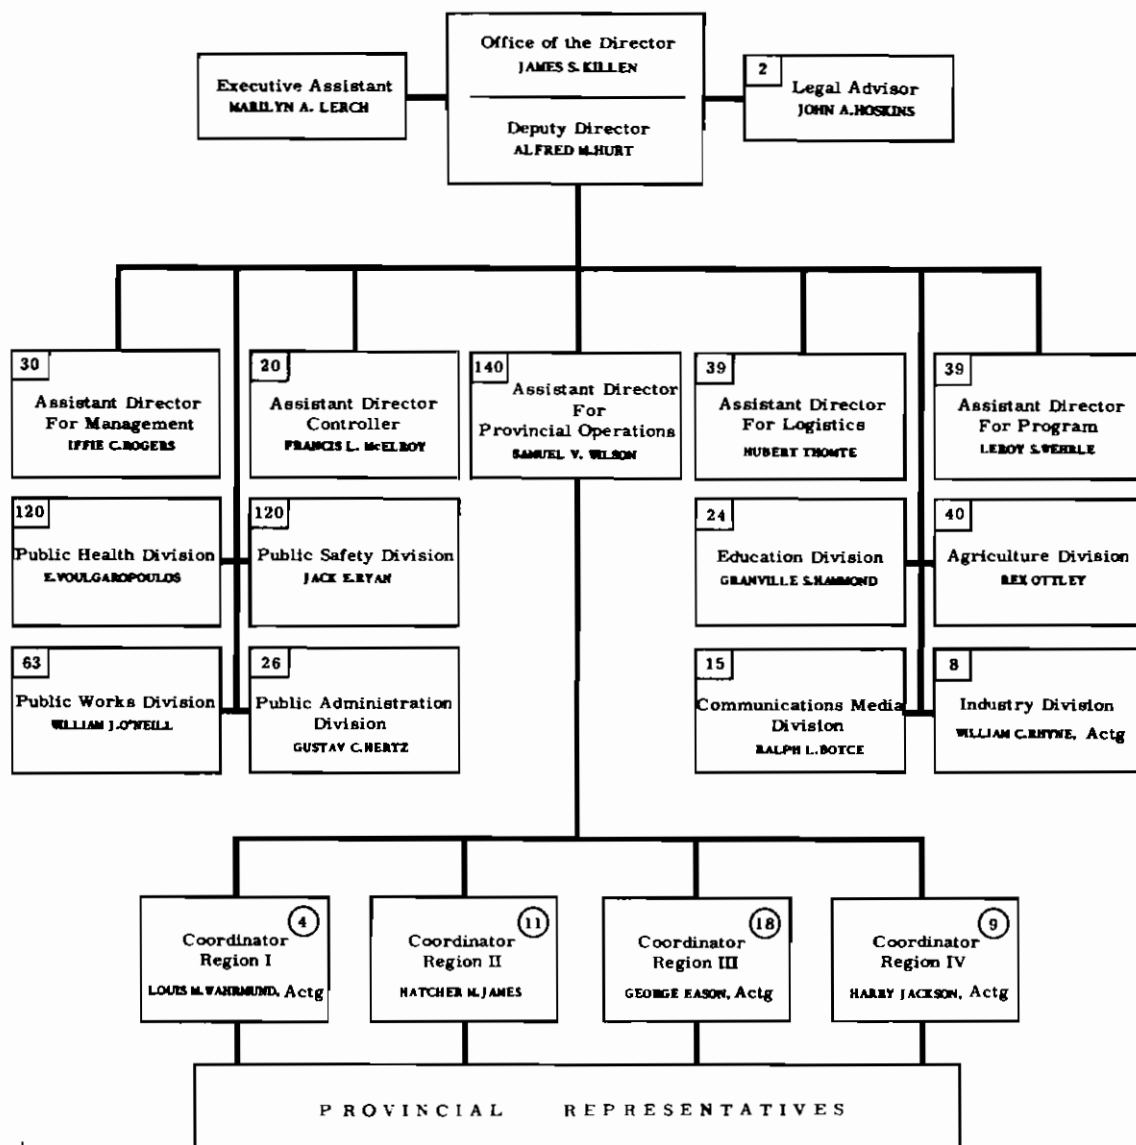 Office of the Director
JAMES S. KILLEN
Deputy Director
ALFRED M. HURT
Executive Assistant
MARILYN A. LERCH
2
Legal Advisor
JOHN A. HOSKINS
30
Assistant Director
For Management
IFFIE C. ROGERS
20
Assistant Director
Controller
FRANCIS L. McELROY
140
Assistant Director
For
Provincial Operations
SAMUEL V. WILSON
39
Assistant Director
For Logistics
HUBERT THOMTE
39
Assistant Director
For Program
LEROY S. WEHRLE
120
Public Health Division
E. VOULGAROPOULOS
120
Public Safety Division
JACK E. RYAN
24
Education Division
GRANVILLE S. HAMMOND
40
Agriculture Division
REX OTTLEY
63
Public Works Division
WILLIAM J. O'NEILL
26
Public Administration
Division
GUSTAV C. HERTZ
15
Communications Media
Division
RALPH L. BOYCE
8
Industry Division
WILLIAM C. RHYNE, Actg
4
Coordinator
Region I
LOUIS M. WAHRMUND, Actg
11
Coordinator
Region II
HATCHER M. JAMES
18
Coordinator
Region III
GEORGE EASON, Actg
9
Coordinator
Region IV
HARRY JACKSON, Actg
PROVINCIAL REPRESENTATIVES